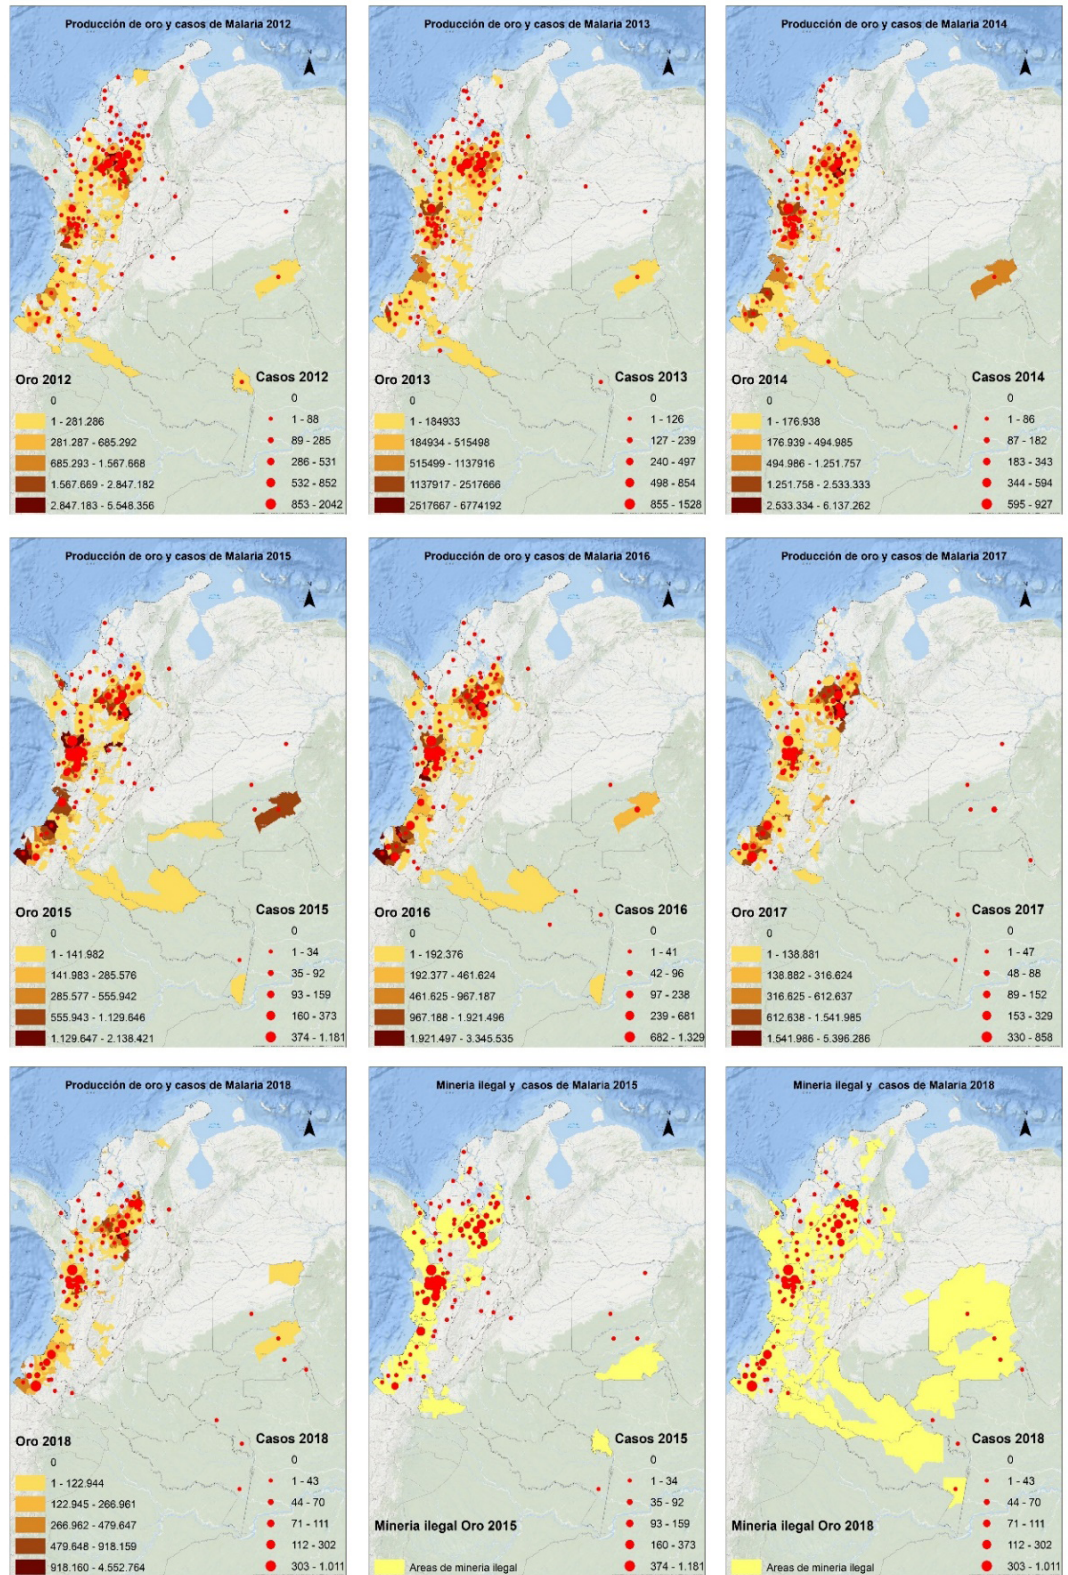 Producción de oro y casos de Malaria 2012
Oro 2012
0
1 - 281.286
281.287 - 685.292
685.293 - 1.567.668
1.567.669 - 2.847.182
2.847.183 - 5.548.356
Casos 2012
0
1 - 88
89 - 285
286 - 531
532 - 852
853 - 2042
Producción de oro y casos de Malaria 2013
Oro 2013
0
1 - 184933
184934 - 515498
515499 - 1137916
1137917 - 2517666
2517667 - 6774192
Casos 2013
0
1 - 126
127 - 239
240 - 497
498 - 854
855 - 1528
Producción de oro y casos de Malaria 2014
Oro 2014
0
1 - 176.938
176.939 - 494.985
494.986 - 1.251.757
1.251.758 - 2.533.333
2.533.334 - 6.137.262
Casos 2014
0
1 - 86
87 - 182
183 - 343
344 - 594
595 - 927
Producción de oro y casos de Malaria 2015
Oro 2015
0
1 - 141.982
141.983 - 285.576
285.577 - 555.942
555.943 - 1.129.646
1.129.647 - 2.138.421
Casos 2015
0
1 - 34
35 - 92
93 - 159
160 - 373
374 - 1.181
Producción de oro y casos de Malaria 2016
Oro 2016
0
1 - 192.376
192.377 - 461.624
461.625 - 967.187
967.188 - 1.921.496
1.921.497 - 3.345.535
Casos 2016
0
1 - 41
42 - 96
97 - 238
239 - 681
682 - 1.329
Producción de oro y casos de Malaria 2017
Oro 2017
0
1 - 138.881
138.882 - 316.624
316.625 - 612.637
612.638 - 1.541.985
1.541.986 - 5.396.286
Casos 2017
0
1 - 47
48 - 88
89 - 152
153 - 329
330 - 858
Producción de oro y casos de Malaria 2018
Oro 2018
0
1 - 122.944
122.945 - 266.961
266.962 - 479.647
479.648 - 918.159
918.160 - 4.552.764
Casos 2018
0
1 - 43
44 - 70
71 - 111
112 - 302
303 - 1.011
Mineria ilegal y casos de Malaria 2015
Mineria ilegal Oro 2015
Areas de mineria ilegal
Casos 2015
0
1 - 34
35 - 92
93 - 159
160 - 373
374 - 1.181
Mineria ilegal y casos de Malaria 2018
Mineria ilegal Oro 2018
Areas de mineria ilegal
Casos 2018
0
1 - 43
44 - 70
71 - 111
112 - 302
303 - 1.011